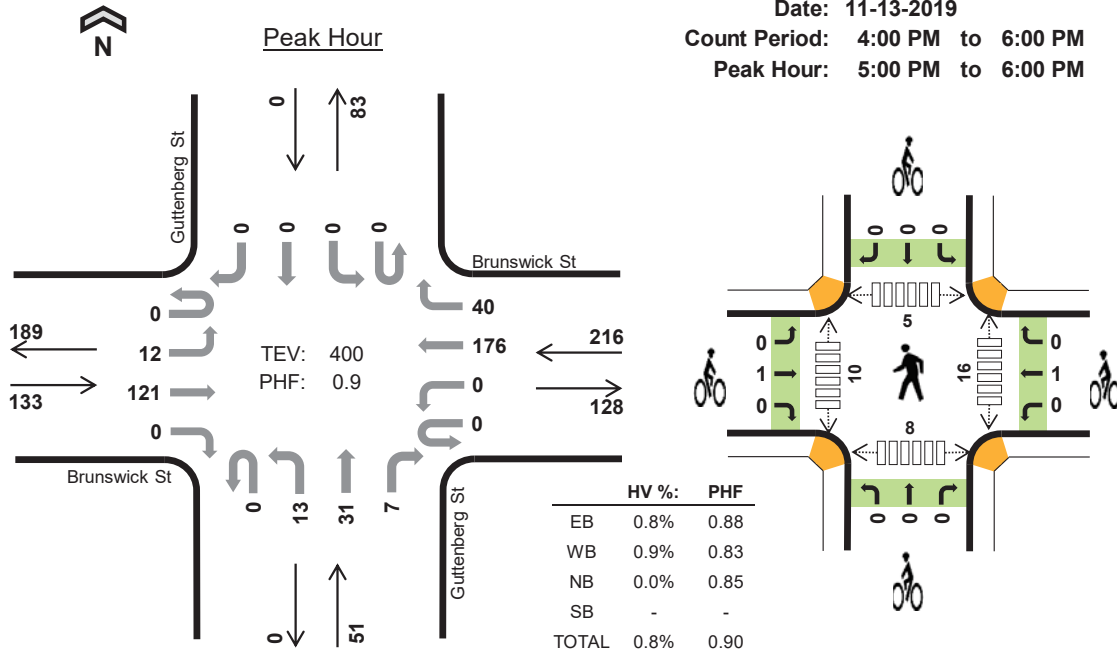 N
Peak Hour
Date: 11-13-2019
Count Period: 4:00 PM to 6:00 PM
Peak Hour: 5:00 PM to 6:00 PM
0
83
Guttenberg St
0 0 0 0
Brunswick St
0
40
189
12
TEV: 400
176
216
133
121
PHF: 0.9
0
128
0
0
Brunswick St
0 13 31 7
Guttenberg St
0
51
0 0 0
5
0
1
0
10
16
0
1
0
8
0 0 0
HV %: PHF
EB 0.8% 0.88
WB 0.9% 0.83
NB 0.0% 0.85
SB - -
TOTAL 0.8% 0.90